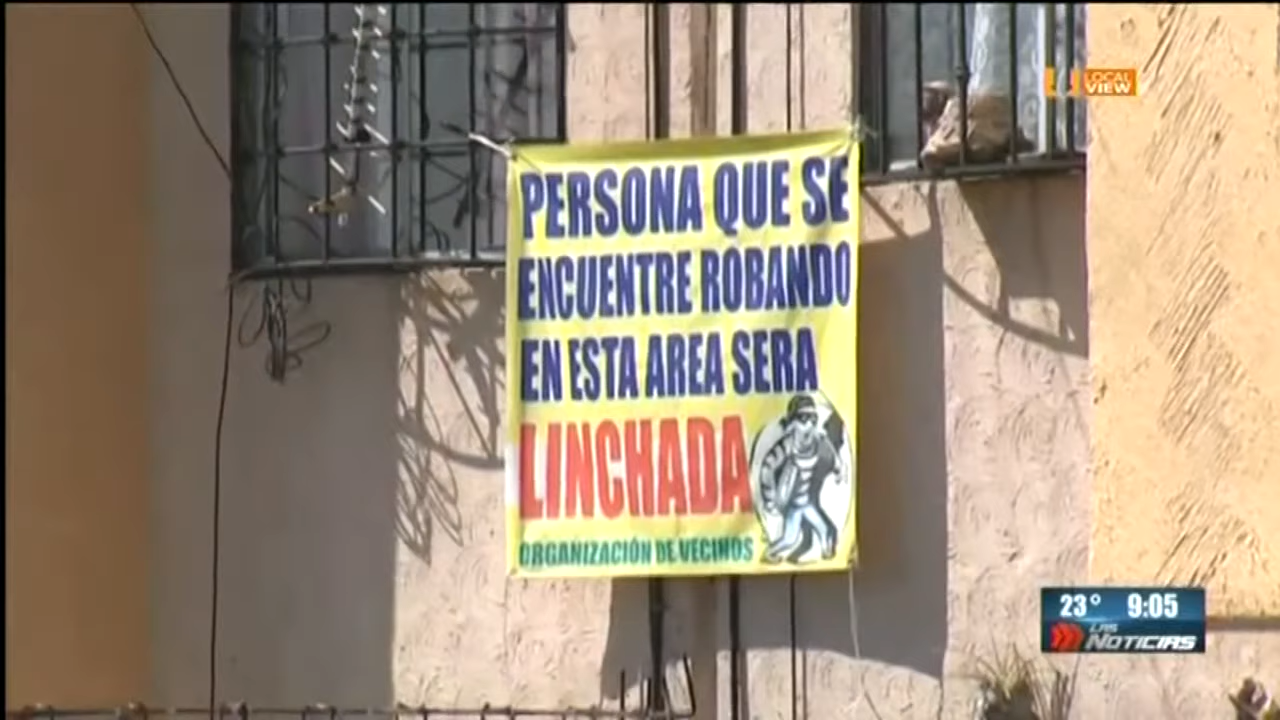 LOCAL
VIEW
PERSONA QUE SE
ENCUENTRE ROBANDO
EN ESTA AREA SERA
LINCHADA
ORGANIZACIÓN DE VECINOS
23° 9:05
LAS
NOTICIAS